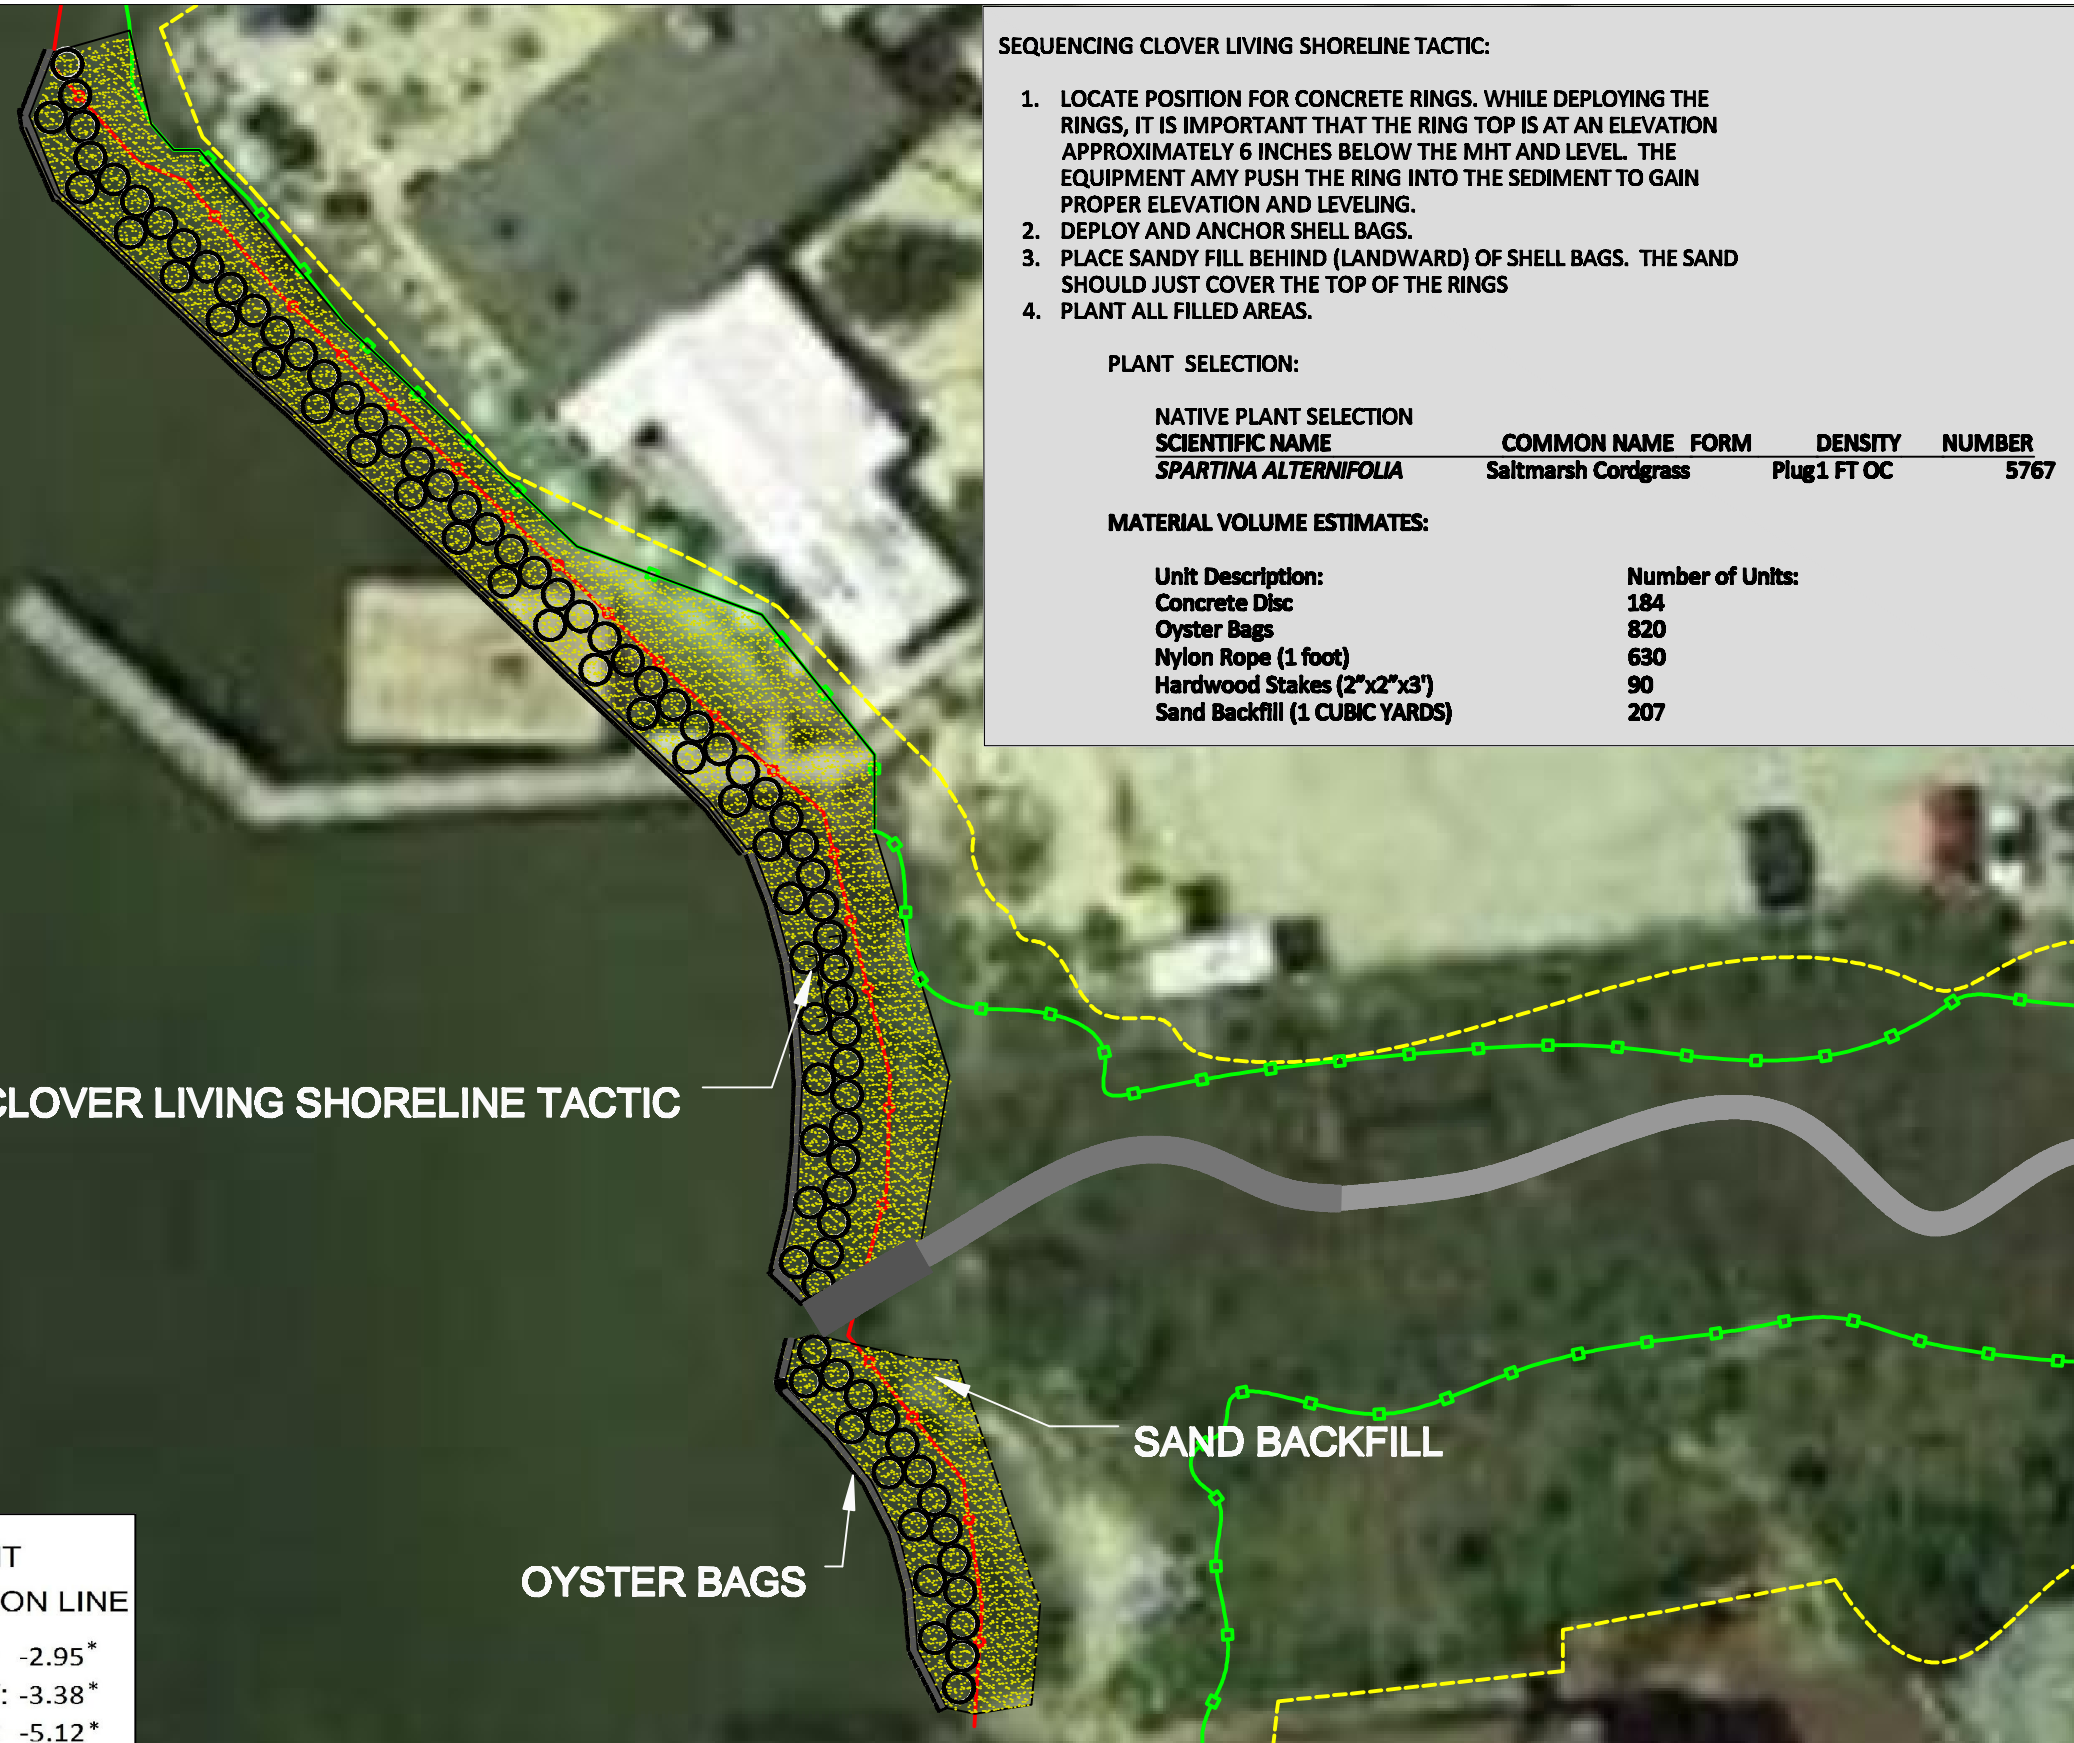 SEQUENCING CLOVER LIVING SHORELINE TACTIC:
1. LOCATE POSITION FOR CONCRETE RINGS. WHILE DEPLOYING THE
RINGS, IT IS IMPORTANT THAT THE RING TOP IS AT AN ELEVATION
APPROXIMATELY 6 INCHES BELOW THE MHT AND LEVEL. THE
EQUIPMENT AMY PUSH THE RING INTO THE SEDIMENT TO GAIN
PROPER ELEVATION AND LEVELING.
2. DEPLOY AND ANCHOR SHELL BAGS.
3. PLACE SANDY FILL BEHIND (LANDWARD) OF SHELL BAGS. THE SAND
SHOULD JUST COVER THE TOP OF THE RINGS
4. PLANT ALL FILLED AREAS.
PLANT SELECTION:
NATIVE PLANT SELECTION
SCIENTIFIC NAME COMMON NAME FORM DENSITY NUMBER
SPARTINA ALTERNIFOLIA Saltmarsh Cordgrass Plug1 FT OC 5767
MATERIAL VOLUME ESTIMATES:
Unit Description: Number of Units:
Concrete Disc 184
Oyster Bags 820
Nylon Rope (1 foot) 630
Hardwood Stakes (2"x2"x3') 90
Sand Backfill (1 CUBIC YARDS) 207
CLOVER LIVING SHORELINE TACTIC
SAND BACKFILL
OYSTER BAGS
T
ON LINE
-2.95*
: -3.38*
-5.12*